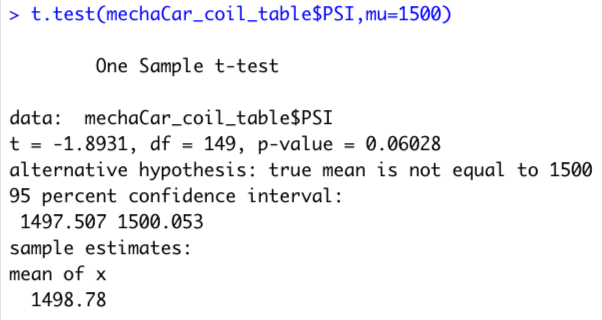 > t.test(mechaCar_coil_table$PSI,mu=1500)
One Sample t-test
data:  mechaCar_coil_table$PSI
t = -1.8931, df = 149, p-value = 0.06028
alternative hypothesis: true mean is not equal to 1500
95 percent confidence interval:
1497.507 1500.053
sample estimates:
mean of x
1498.78